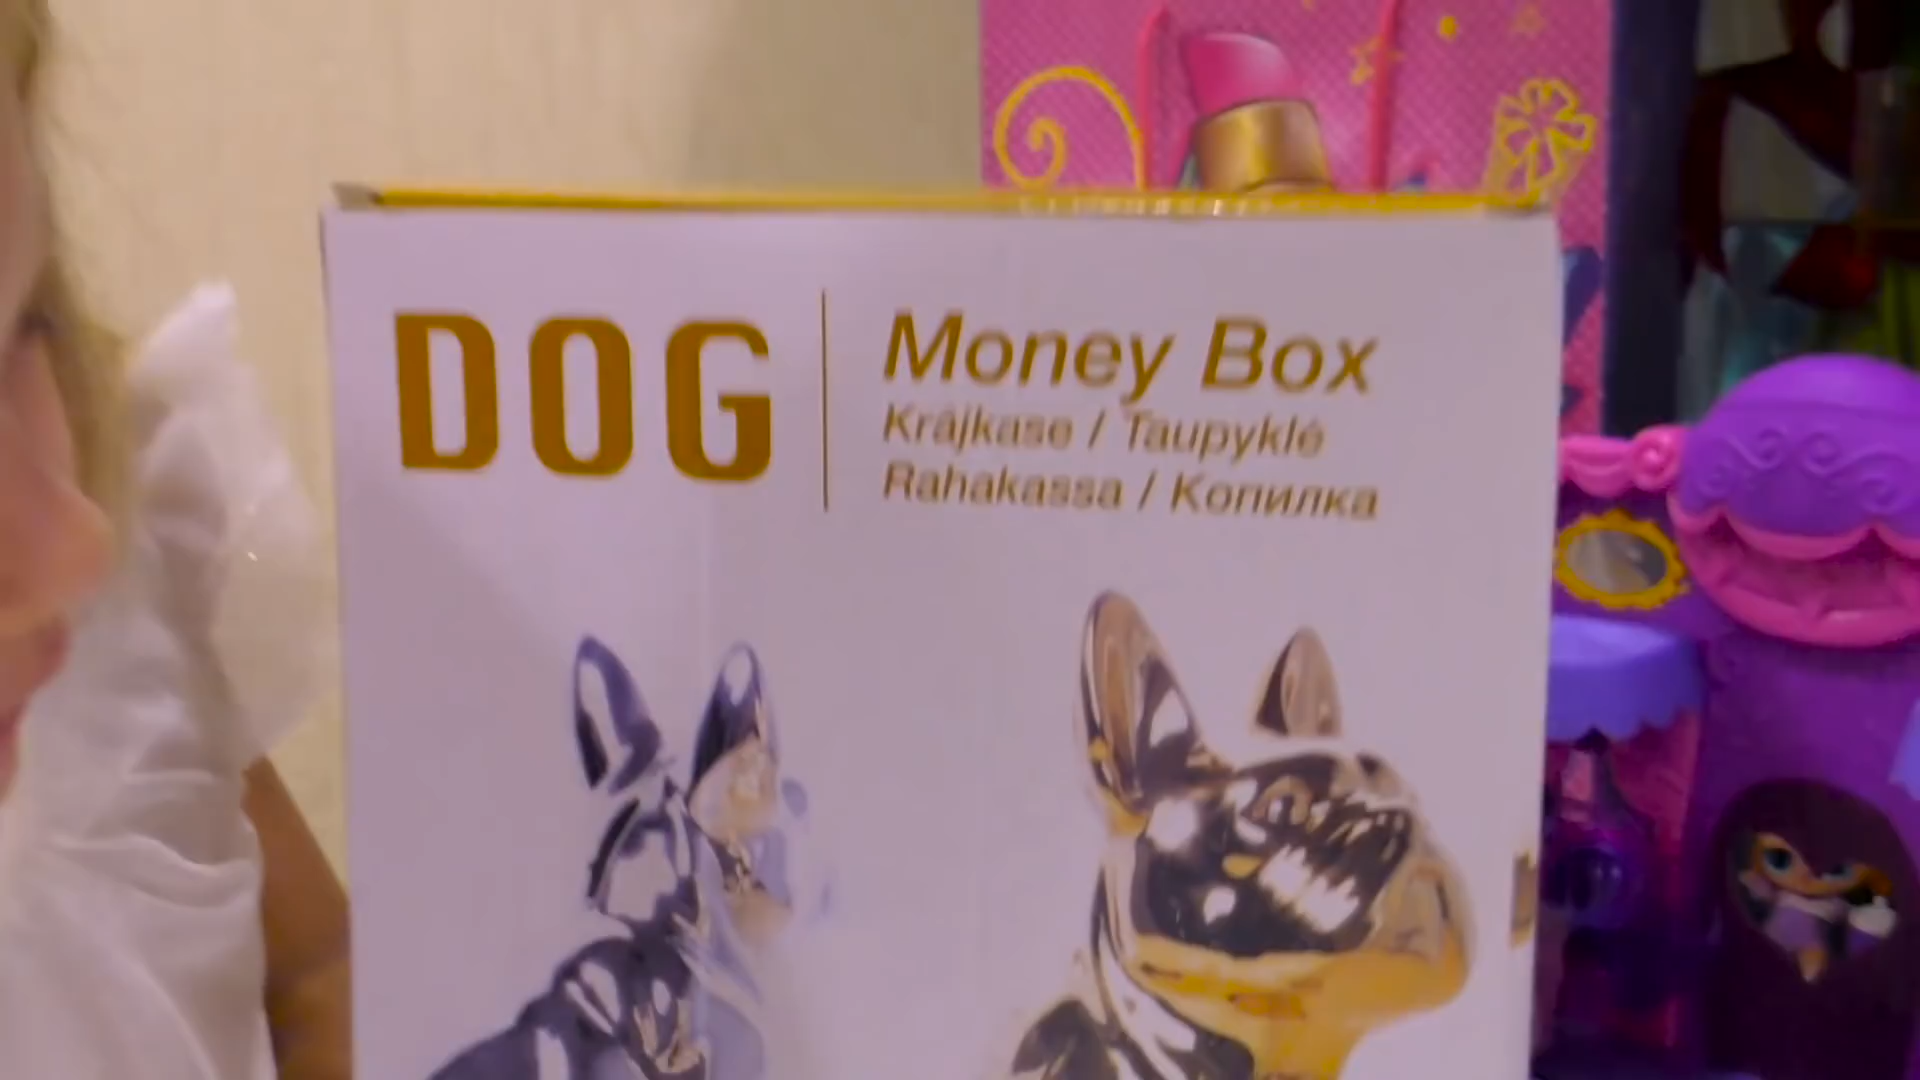 DOG
Money Box
Krājkase / Taupyklė
Rahakassa / Копилка